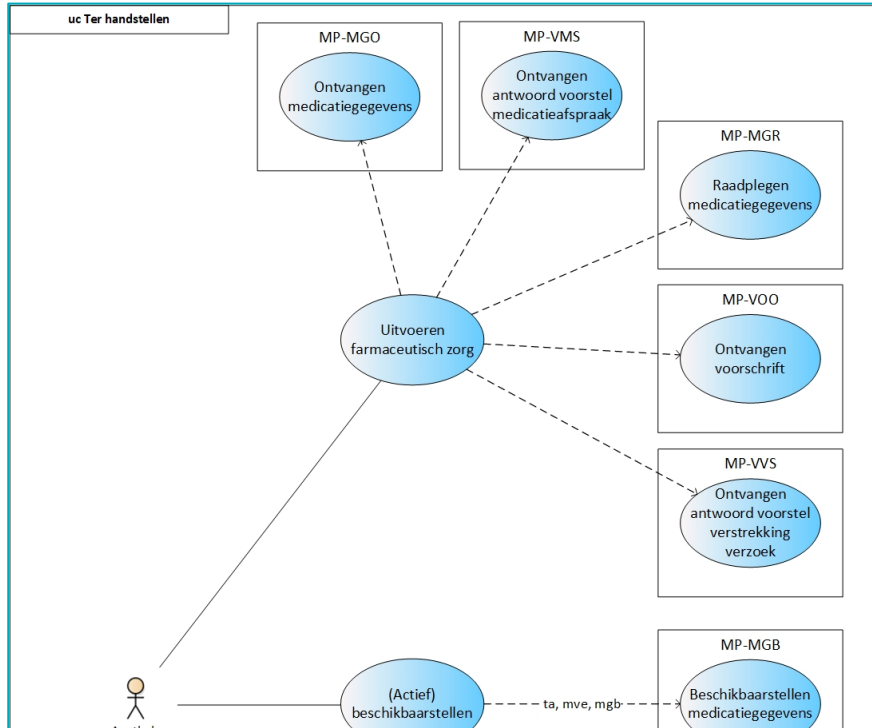 uc Ter handstellen
MP-MGO
Ontvangen
medicatiegegevens
MP-VMS
Ontvangen
antwoord voorstel
medicatieafspraak
MP-MGR
Raadplegen
medicatiegegevens
Uitvoeren
farmaceutisch zorg
MP-VOO
Ontvangen
voorschrift
MP-VVS
Ontvangen
antwoord voorstel
verstrekking
verzoek
(Actief)
beschikbaarstellen
ta, mve, mgb
MP-MGB
Beschikbaarstellen
medicatiegegevens